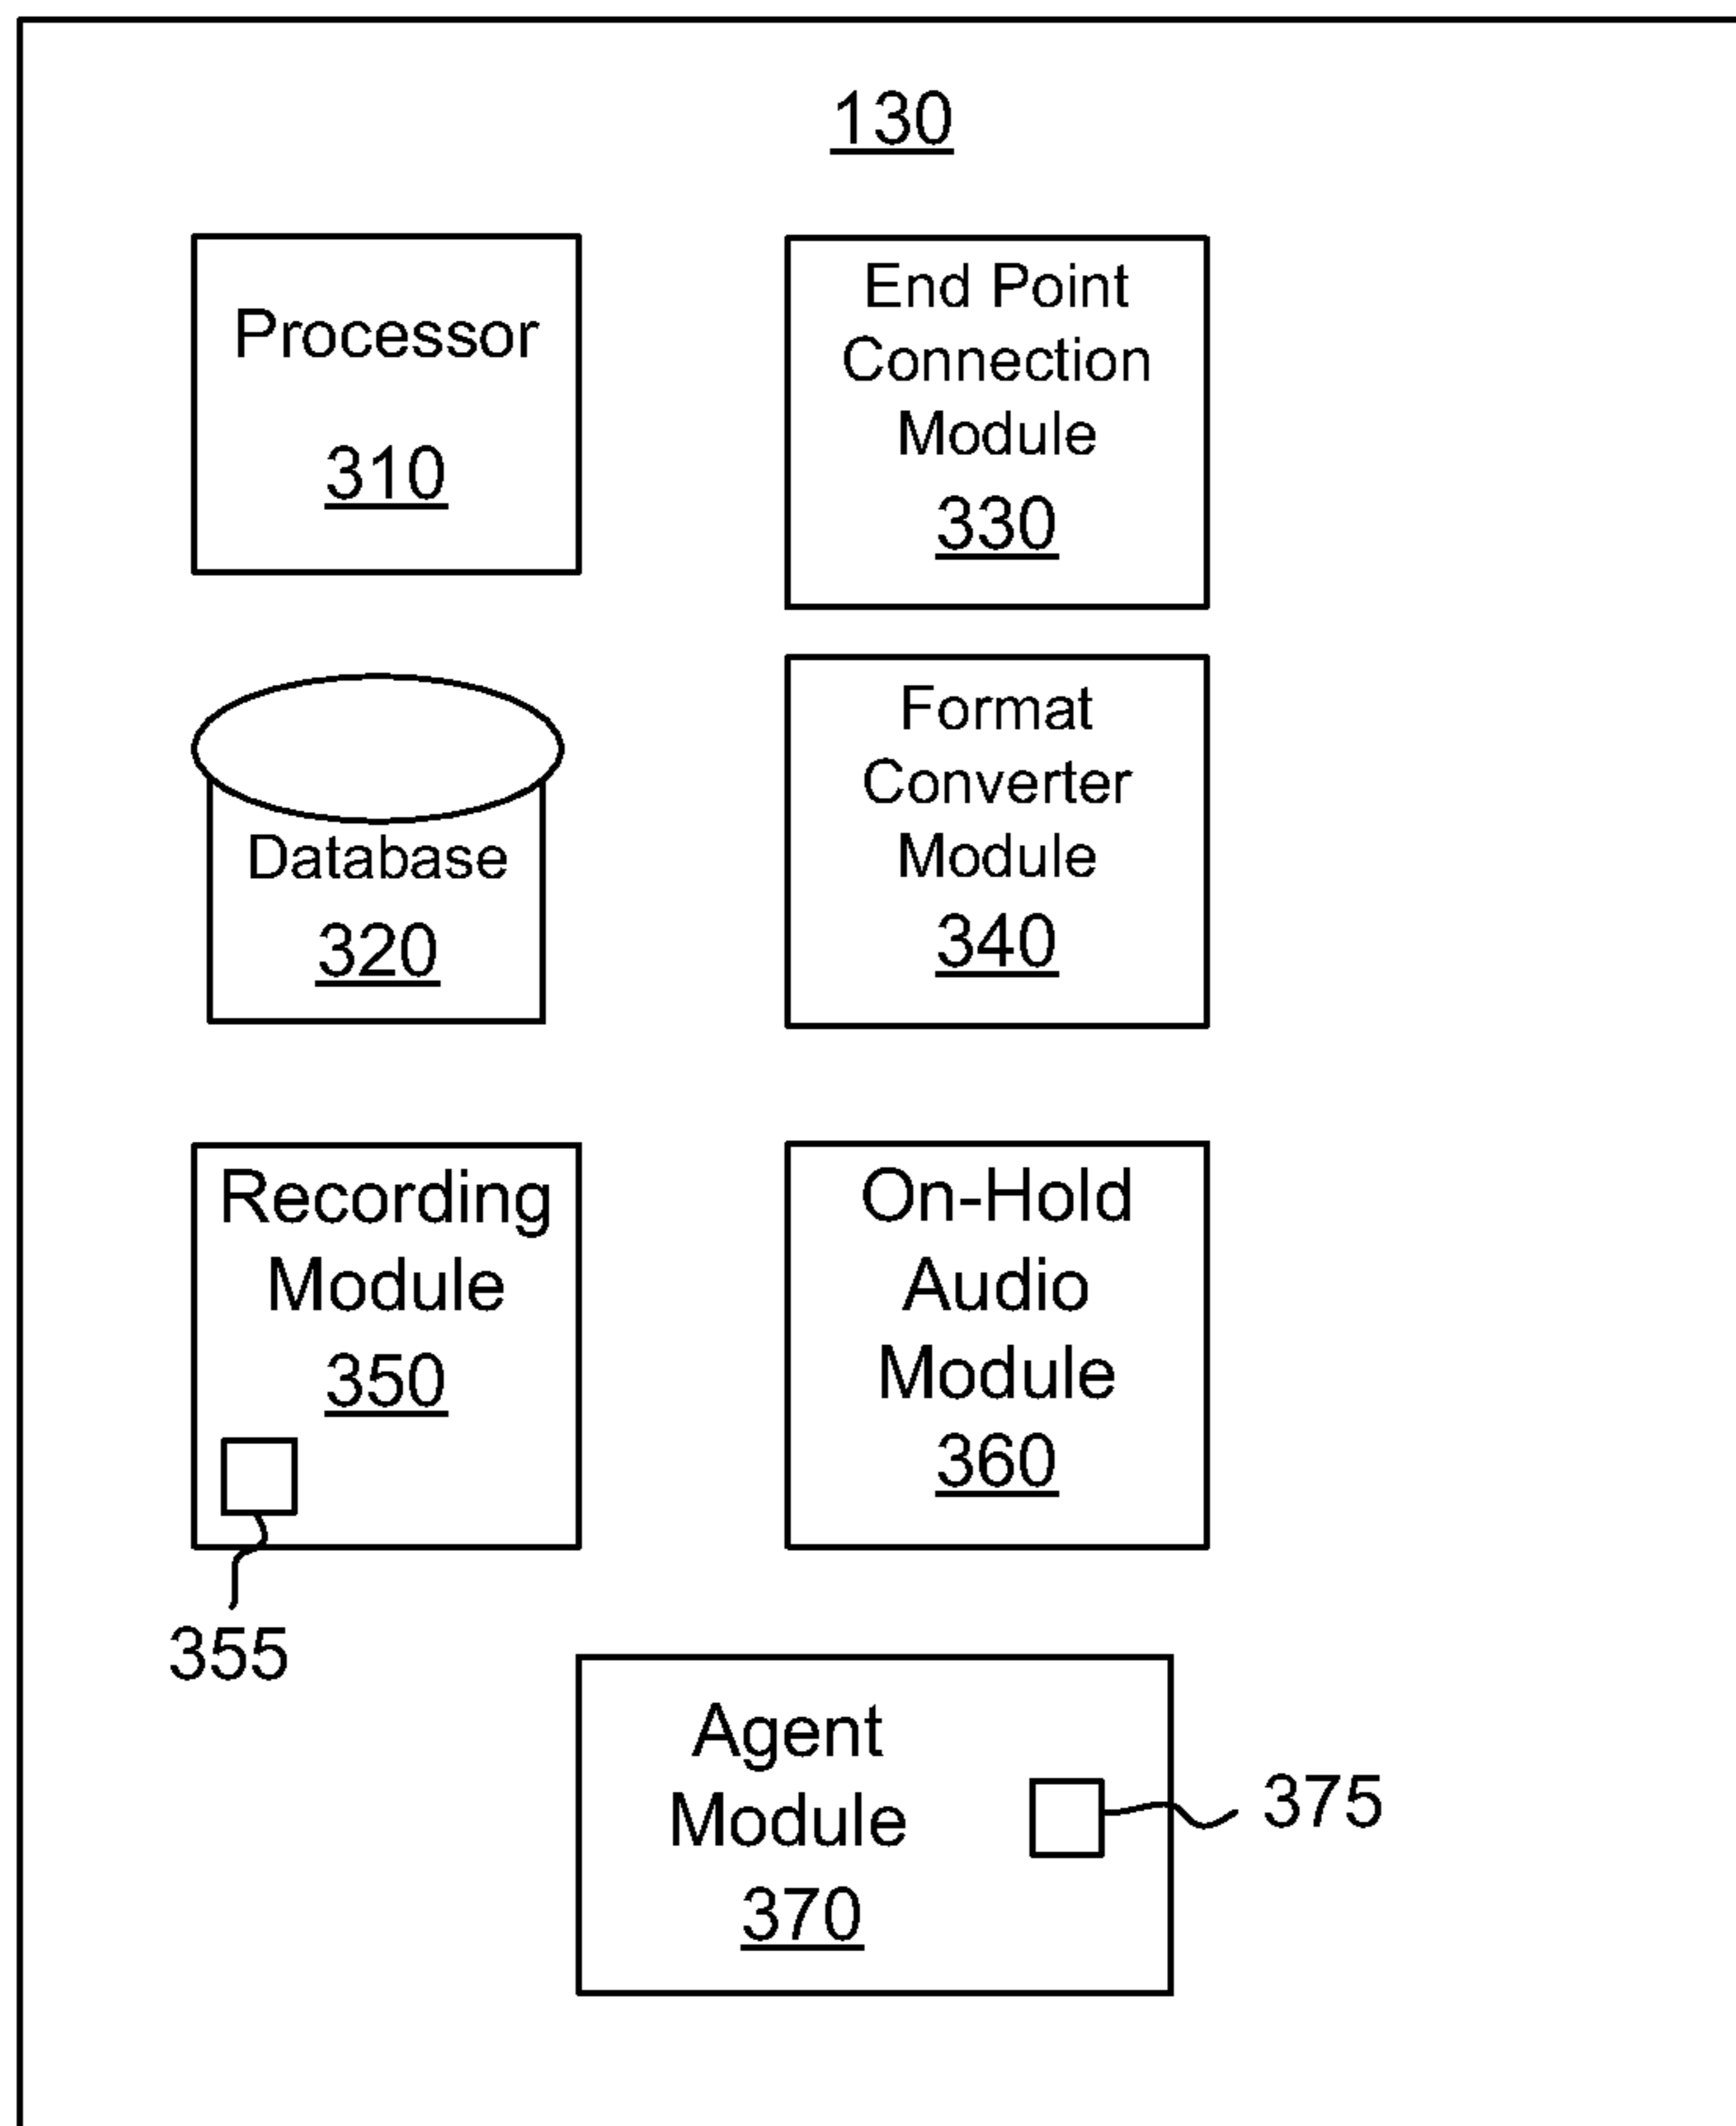 130
Processor
310
End Point
Connection
Module
330
Database
320
Format
Converter
Module
340
Recording
Module
350
355
On-Hold
Audio
Module
360
Agent
Module
370
375